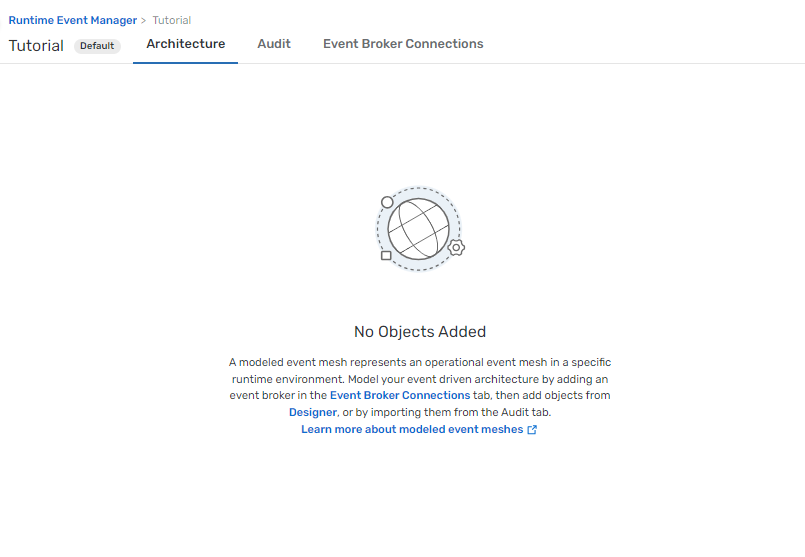 Runtime Event Manager > Tutorial
Tutorial Default Architecture Audit Event Broker Connections
No Objects Added
A modeled event mesh represents an operational event mesh in a specific
runtime environment. Model your event driven architecture by adding an
event broker in the Event Broker Connections tab, then add objects from
Designer, or by importing them from the Audit tab.
Learn more about modeled event meshes